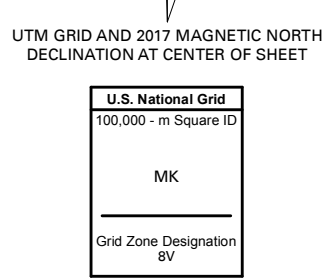 UTM GRID AND 2017 MAGNETIC NORTH
DECLINATION AT CENTER OF SHEET
U.S. National Grid
100,000 - m Square ID
MK
Grid Zone Designation
8V